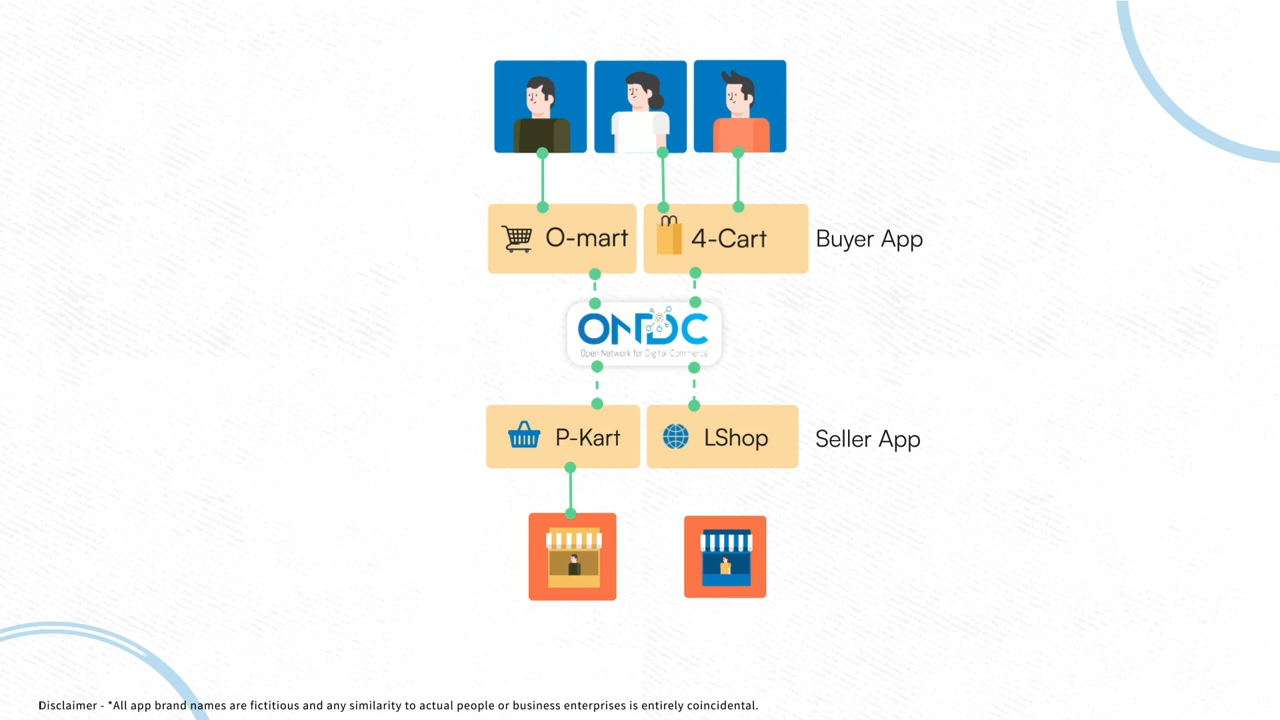 O-mart
4-Cart
Buyer App
ONDC
Open Network for Digital Commerce
P-Kart
LShop
Seller App
Disclaimer - *All app brand names are fictitious and any similarity to actual people or business enterprises is entirely coincidental.